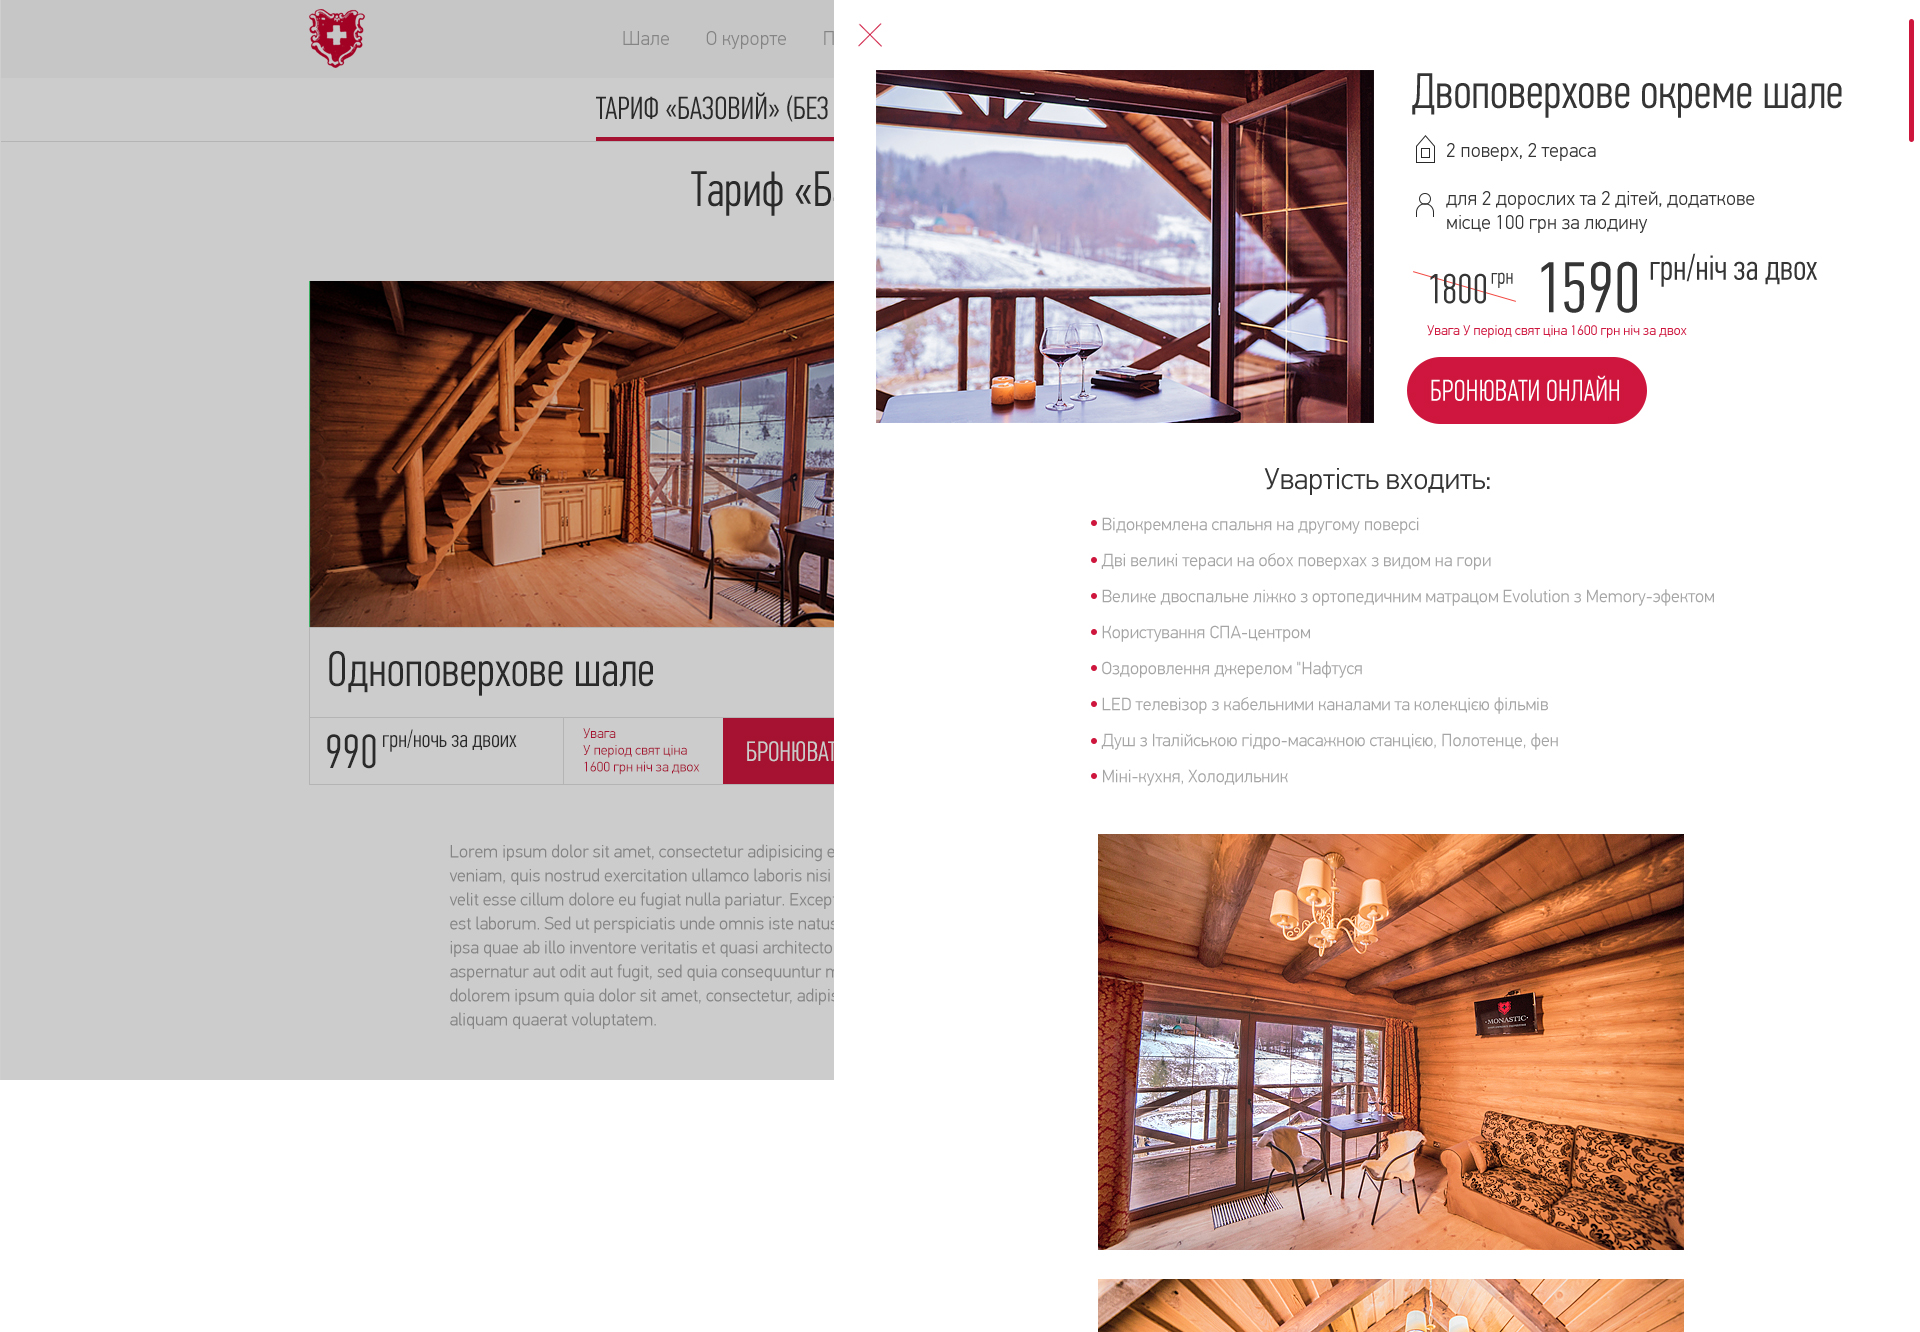 Шале
О курорте
П
ТАРИФ «БАЗОВИЙ» (БЕЗ
Тариф «Ба
Одноповерхове шале
990 грн/ночь за двоих
Увага
У період свят ціна
1600 грн ніч за двох
БРОНЮВАТ
Lorem ipsum dolor sit amet, consectetur adipisicing e
veniam, quis nostrud exercitation ullamco laboris nisi
velit esse cillum dolore eu fugiat nulla pariatur. Except
est laborum. Sed ut perspiciatis unde omnis iste natus
ipsa quae ab illo inventore veritatis et quasi architecto
aspernatur aut odit aut fugit, sed quia consequuntur m
dolorem ipsum quia dolor sit amet, consectetur, adipis
aliquam quaerat voluptatem.
Двоповерхове окреме шале
2 поверх, 2 тераса
для 2 дорослих та 2 дітей, додаткове
місце 100 грн за людину
1800 грн 1590 грн/ніч за двох
Увага У період свят ціна 1600 грн ніч за двох
БРОНЮВАТИ ОНЛАЙН
Увартість входить:
• Відокремлена спальня на другому поверсі
• Дві великі тераси на обох поверхах з видом на гори
• Велике двоспальне ліжко з ортопедичним матрацом Evolution з Memory-эфектом
• Користування СПА-центром
• Оздоровлення джерелом "Нафтуся
• LED телевізор з кабельними каналами та колекцією фільмів
• Душ з Італійською гідро-масажною станцією, Полотенце, фен
• Міні-кухня, Холодильник
·MONASTIC·